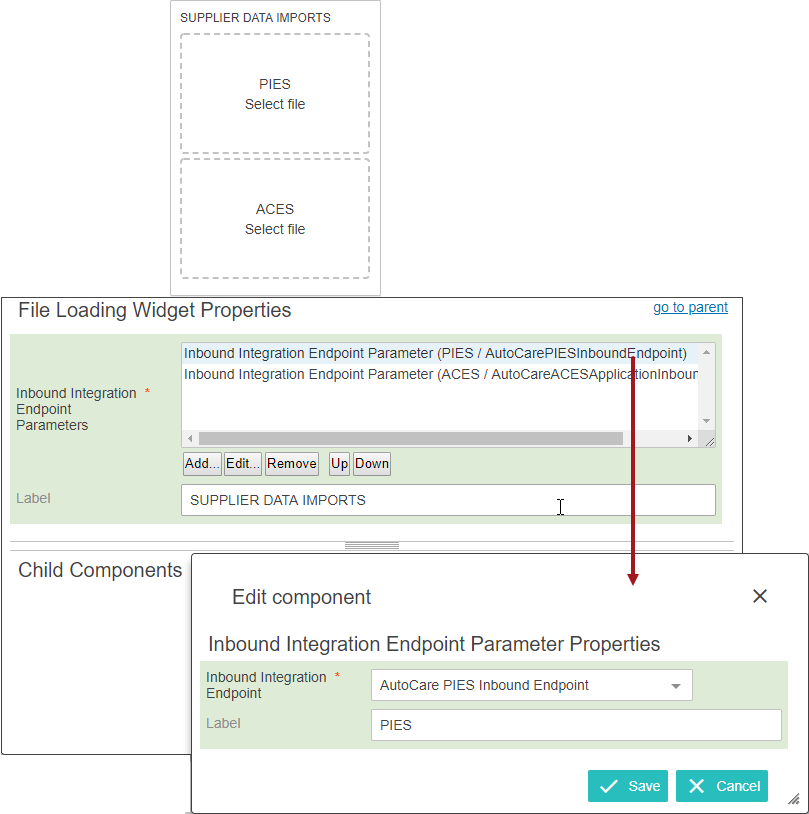 SUPPLIER DATA IMPORTS
PIES
Select file
ACES
Select file
File Loading Widget Properties
go to parent
Inbound Integration *
Endpoint
Parameters
Inbound Integration Endpoint Parameter (PIES / AutoCarePIESInboundEndpoint)
Inbound Integration Endpoint Parameter (ACES / AutoCareACESApplicationInboun
Add... Edit... Remove Up Down
Label
SUPPLIER DATA IMPORTS
Child Components
Edit component
Inbound Integration Endpoint Parameter Properties
Inbound Integration *
Endpoint
AutoCare PIES Inbound Endpoint
Label
PIES
Save Cancel